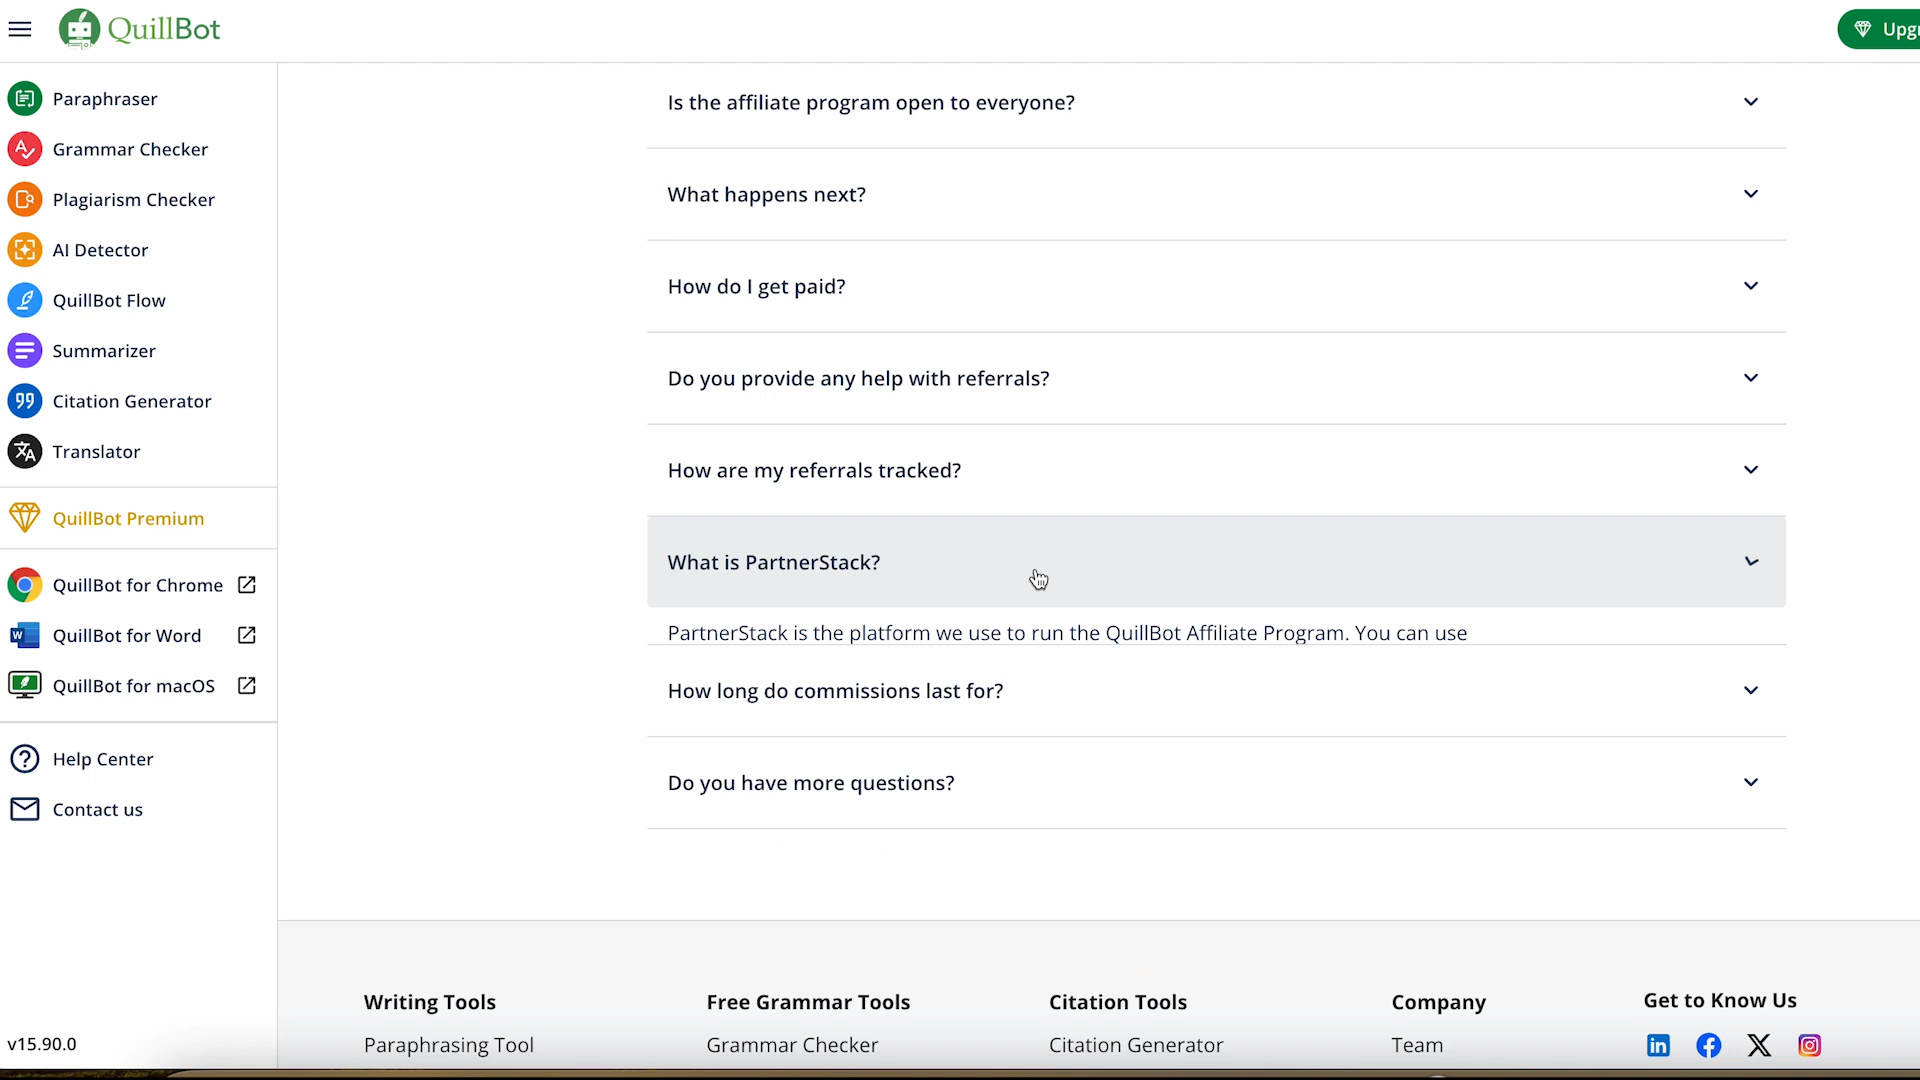 QuillBot
Upgr
Paraphraser
Grammar Checker
Plagiarism Checker
AI Detector
QuillBot Flow
Summarizer
Citation Generator
Translator
QuillBot Premium
QuillBot for Chrome
QuillBot for Word
QuillBot for macOS
Help Center
Contact us
v15.90.0
Is the affiliate program open to everyone?
What happens next?
How do I get paid?
Do you provide any help with referrals?
How are my referrals tracked?
What is PartnerStack?
PartnerStack is the platform we use to run the QuillBot Affiliate Program. You can use
How long do commissions last for?
Do you have more questions?
Writing Tools
Paraphrasing Tool
Free Grammar Tools
Grammar Checker
Citation Tools
Citation Generator
Company
Team
Get to Know Us